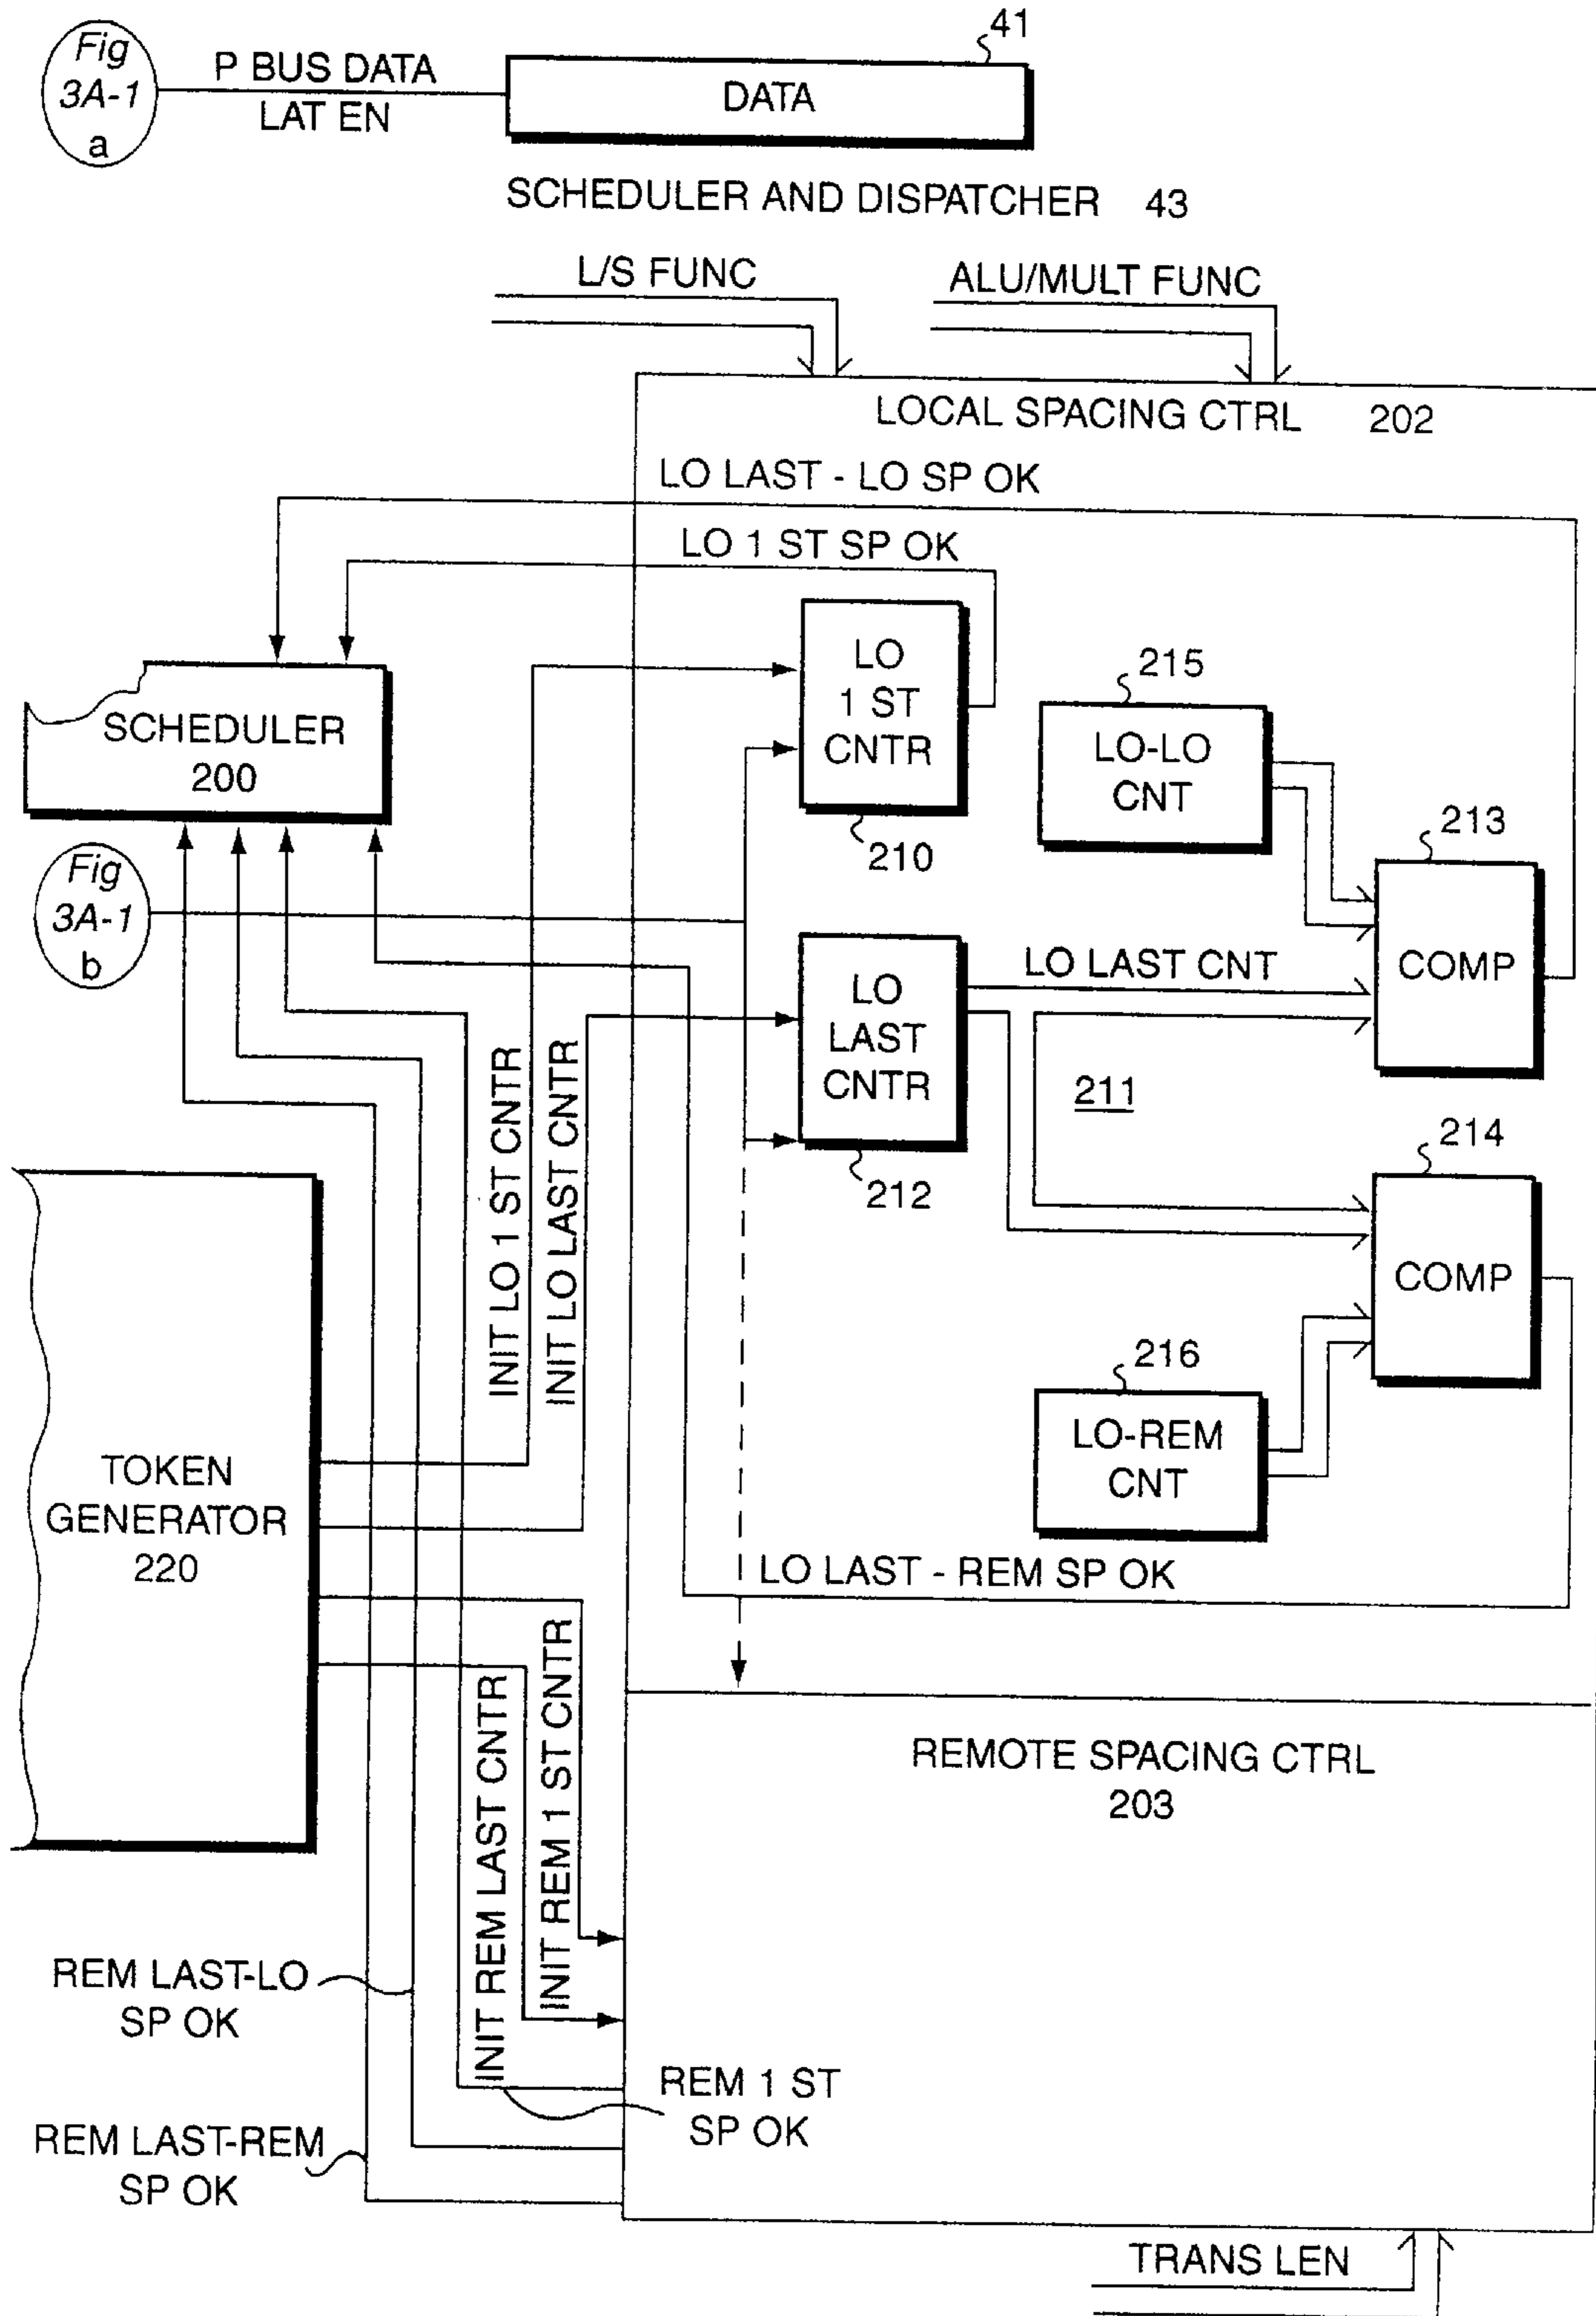 Fig
3A-1
a
P BUS DATA
LAT EN
41
DATA
SCHEDULER AND DISPATCHER 43
L/S FUNC
ALU/MULT FUNC
LOCAL SPACING CTRL 202
LO LAST - LO SP OK
LO 1 ST SP OK
LO
1 ST
CNTR
210
215
LO-LO
CNT
SCHEDULER
200
213
COMP
Fig
3A-1
b
LO LAST CNT
LO
LAST
CNTR
212
211
214
COMP
INIT LO 1 ST CNTR
INIT LO LAST CNTR
216
LO-REM
CNT
TOKEN
GENERATOR
220
LO LAST - REM SP OK
INIT REM LAST CNTR
INIT REM 1 ST CNTR
REMOTE SPACING CTRL
203
REM LAST-LO
SP OK
REM 1 ST
SP OK
REM LAST-REM
SP OK
TRANS LEN